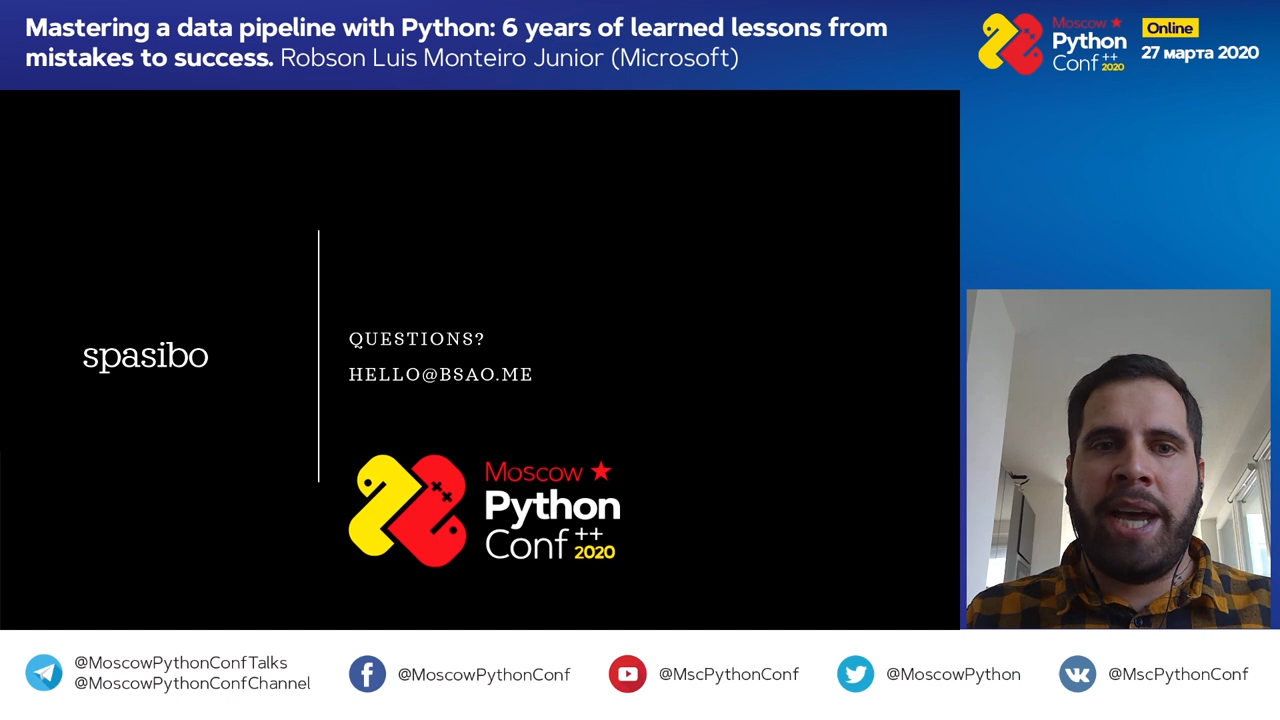 Mastering a data pipeline with Python: 6 years of learned lessons from
mistakes to success. Robson Luis Monteiro Junior (Microsoft)
Moscow
Python
Conf ++
2020
Online
27 марта 2020
spasibo
QUESTIONS?
HELLO@BSAO.ME
Moscow
Python
Conf ++
2020
@MoscowPythonConfTalks
@MoscowPythonConfChannel
@MoscowPythonConf
@MscPythonConf
@MoscowPython
@MscPythonConf